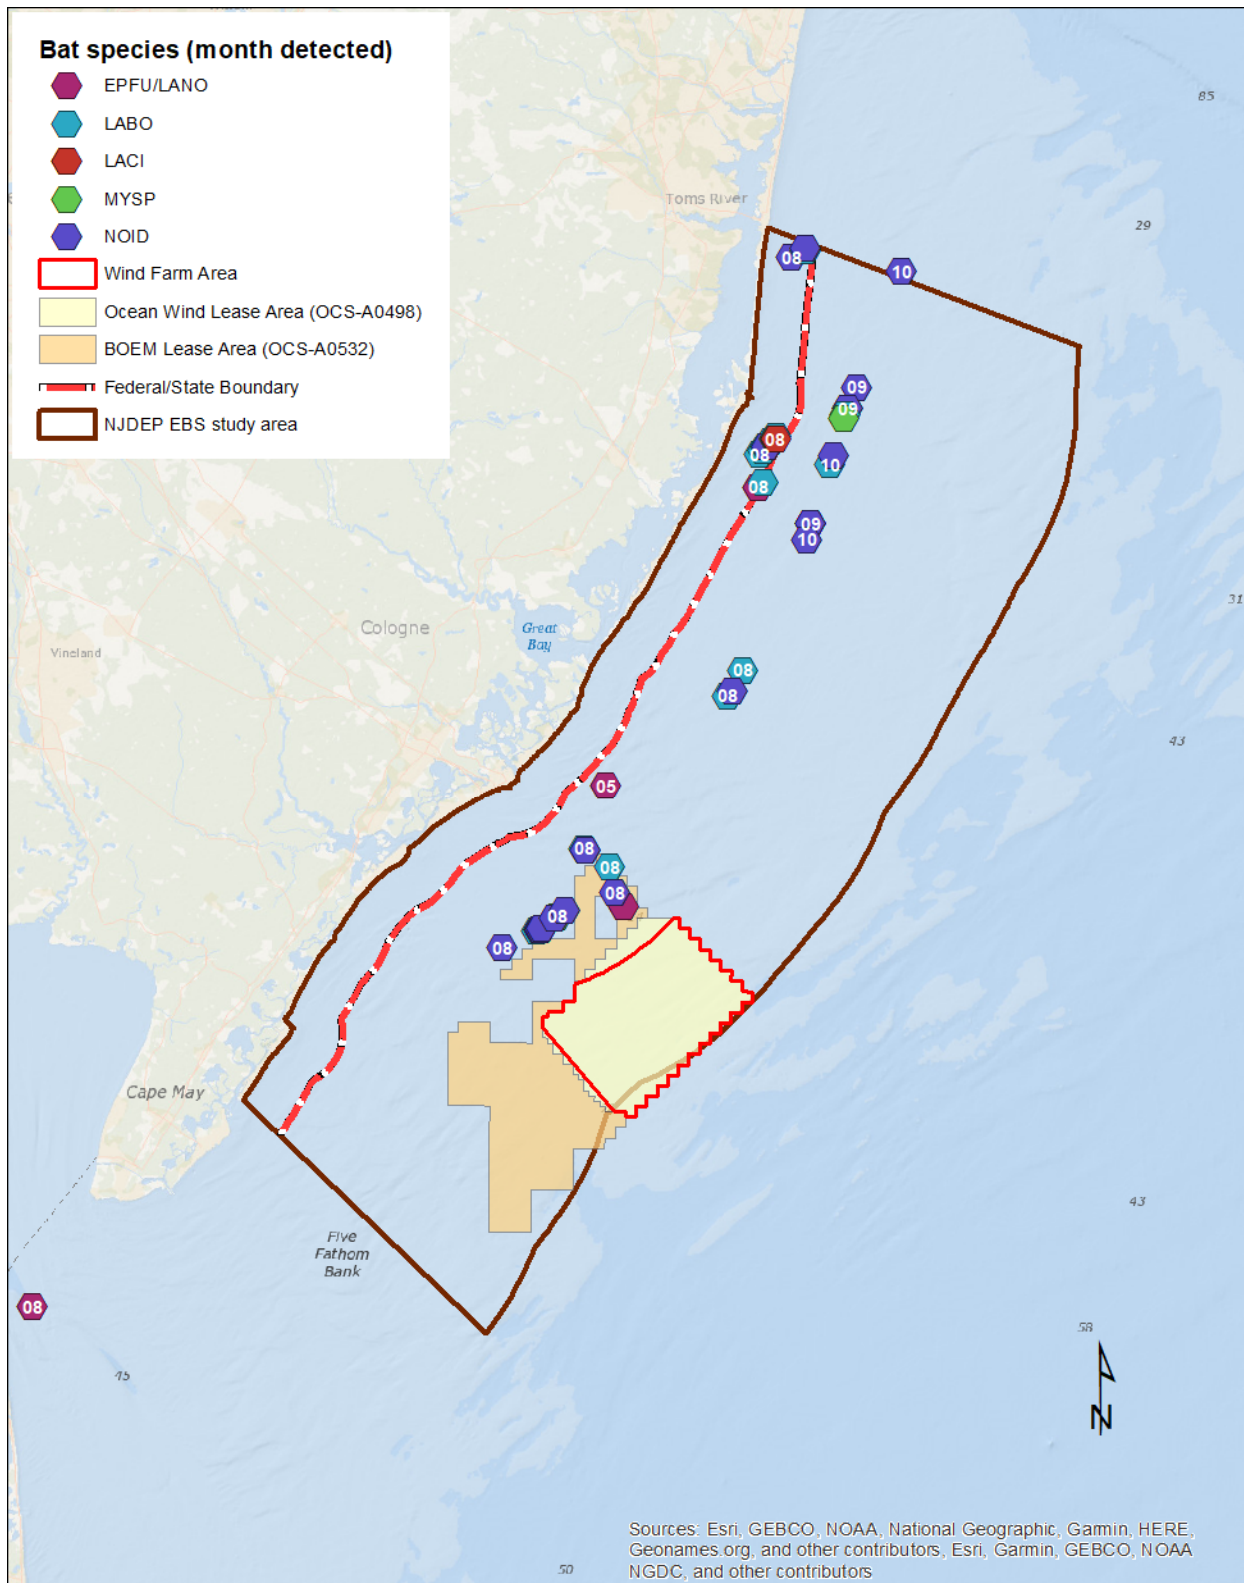 Bat species (month detected)
EPFU/LANO
LABO
LACI
MYSP
NOID
Wind Farm Area
Ocean Wind Lease Area (OCS-A0498)
BOEM Lease Area (OCS-A0532)
Federal/State Boundary
NJDEP EBS study area
85
Toms River
29
08
10
09
09
08
08
10
08
09
10
31
Cologne
Great
Bay
Vineland
08
08
43
05
08
08
08
08
08
Cape May
43
Five
Fathom
Bank
08
58
45
N
Sources: Esri, GEBCO, NOAA, National Geographic, Garmin, HERE,
Geonames.org, and other contributors, Esri, Garmin, GEBCO, NOAA
NGDC, and other contributors
50